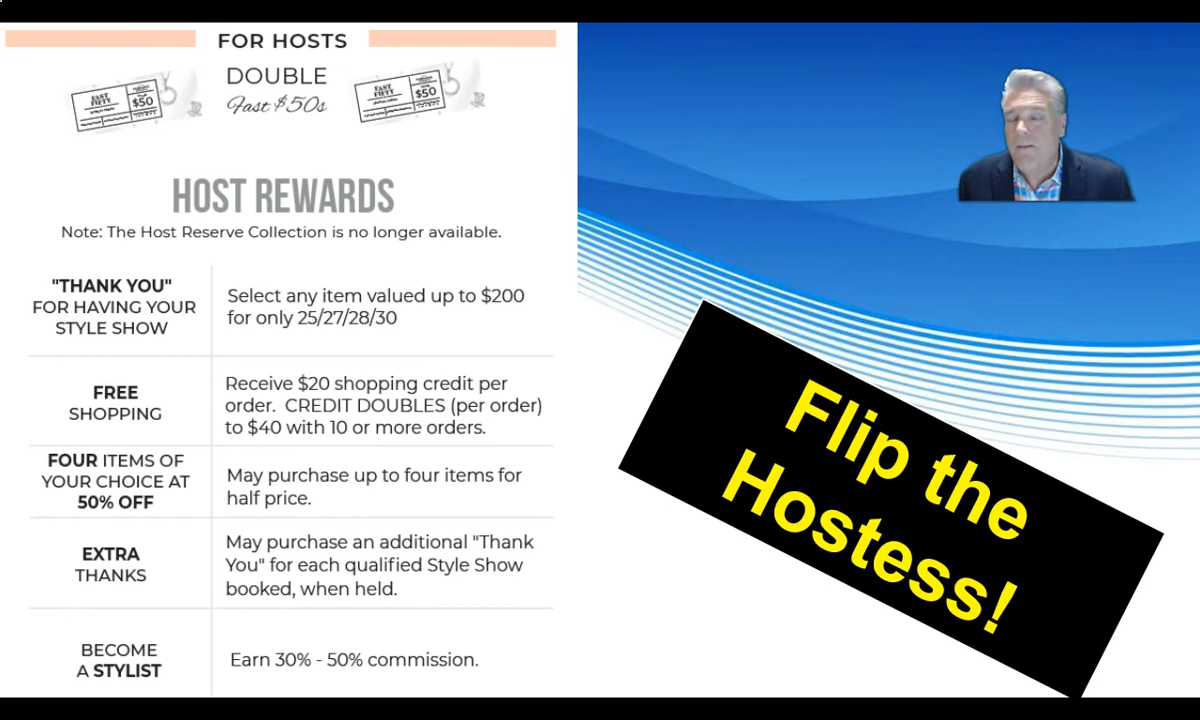 FOR HOSTS
DOUBLE
Fast $50s
FAST
FIFTY
$50
FAST
FIFTY
$50
HOST REWARDS
Note: The Host Reserve Collection is no longer available.
"THANK YOU"
FOR HAVING YOUR
STYLE SHOW
Select any item valued up to $200
for only 25/27/28/30
FREE
SHOPPING
Receive $20 shopping credit per
order. CREDIT DOUBLES (per order)
to $40 with 10 or more orders.
FOUR ITEMS OF
YOUR CHOICE AT
50% OFF
May purchase up to four items for
half price.
EXTRA
THANKS
May purchase an additional "Thank
You" for each qualified Style Show
booked, when held.
BECOME
A STYLIST
Earn 30% - 50% commission.
Flip the
Hostess!